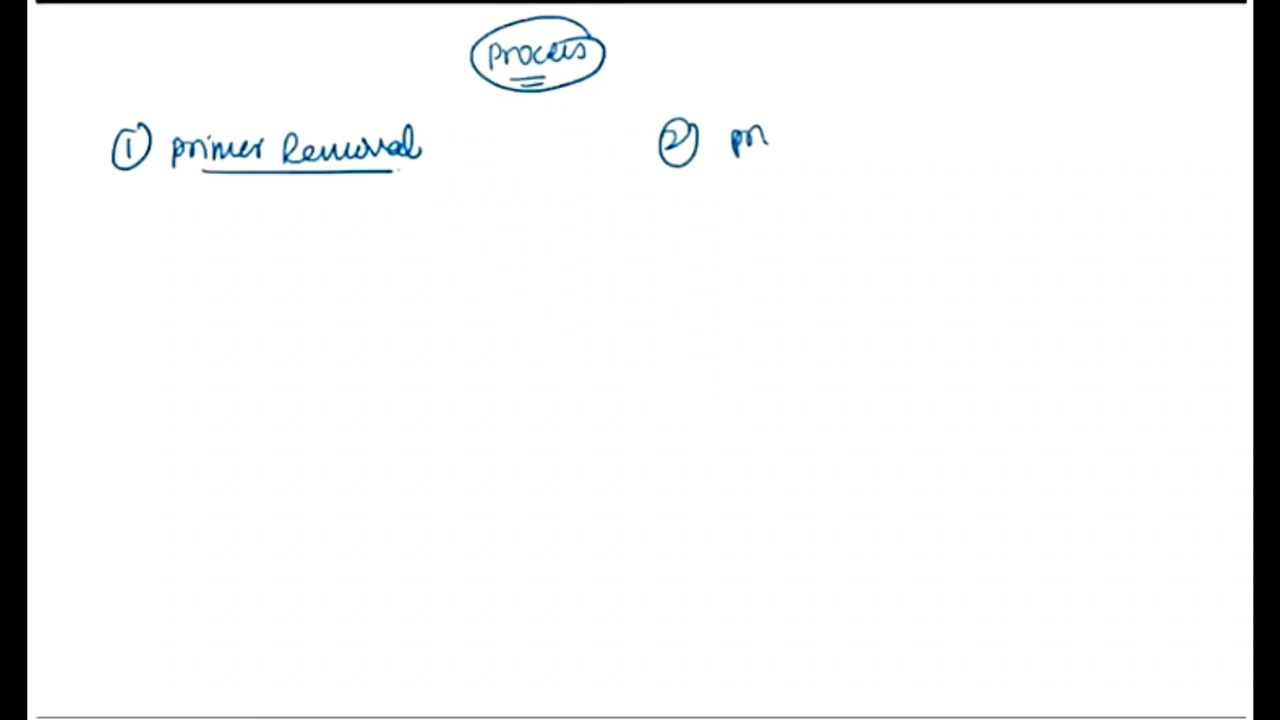 Process
① primer Removal
② pr